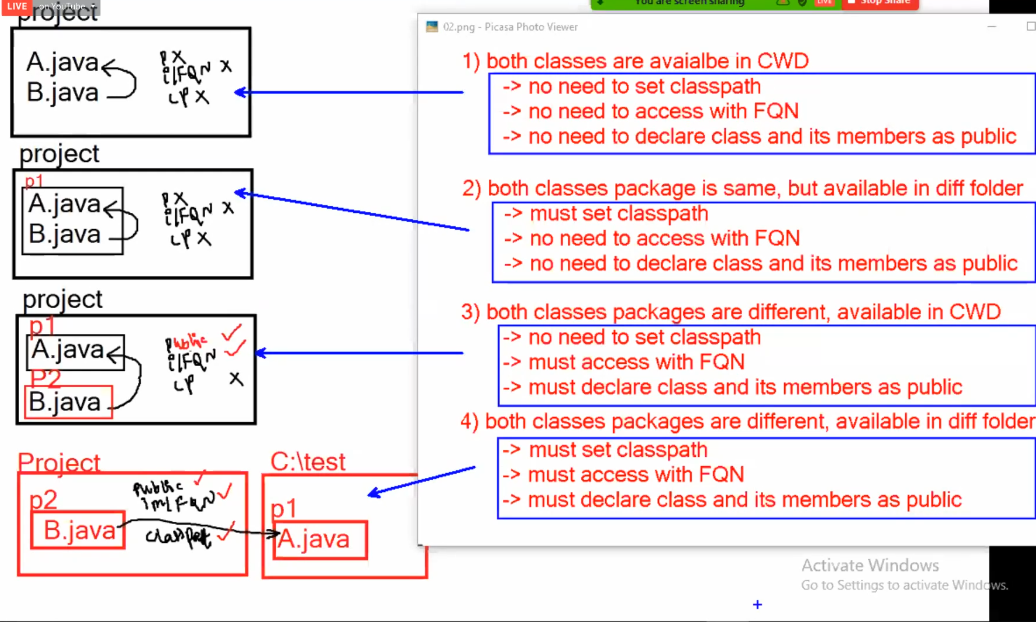 LIVE on YouTube
You are screen sharing LIVE Stop Share
project
A.java
B.java
p X
i/FQN X
cp X
project
p1
A.java
B.java
p X
i/FQN X
cp X
project
p1
A.java
P2
B.java
public
i/FQN
cp X
Project
p2
B.java
public
im/FQN
C:\test
p1
A.java
02.png - Picasa Photo Viewer
1) both classes are avaialbe in CWD
-> no need to set classpath
-> no need to access with FQN
-> no need to declare class and its members as public
2) both classes package is same, but available in diff folder
-> must set classpath
-> no need to access with FQN
-> no need to declare class and its members as public
3) both classes packages are different, available in CWD
-> no need to set classpath
-> must access with FQN
-> must declare class and its members as public
4) both classes packages are different, available in diff folder
-> must set classpath
-> must access with FQN
-> must declare class and its members as public
Activate Windows
Go to Settings to activate Windows.